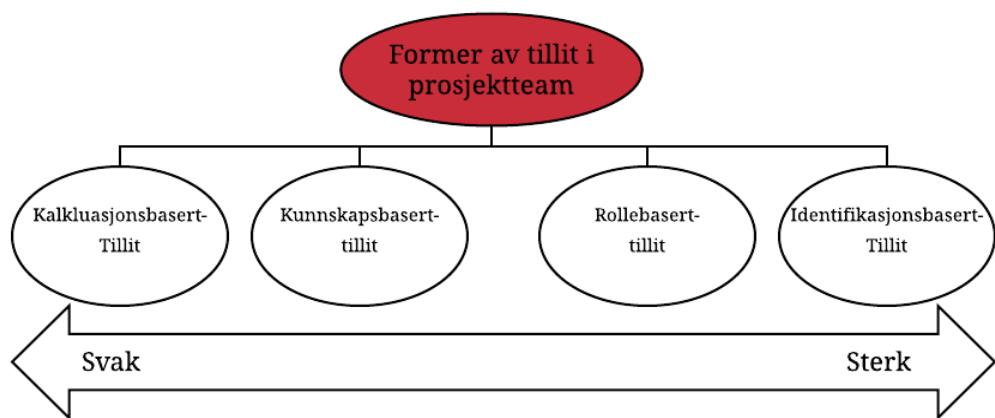 Former av tillit i
prosjektteam
Kalkluasjonsbasert-
Tillit
Kunnskapsbasert-
tillit
Rollebasert-
tillit
Identifikasjonsbasert-
Tillit
Svak
Sterk